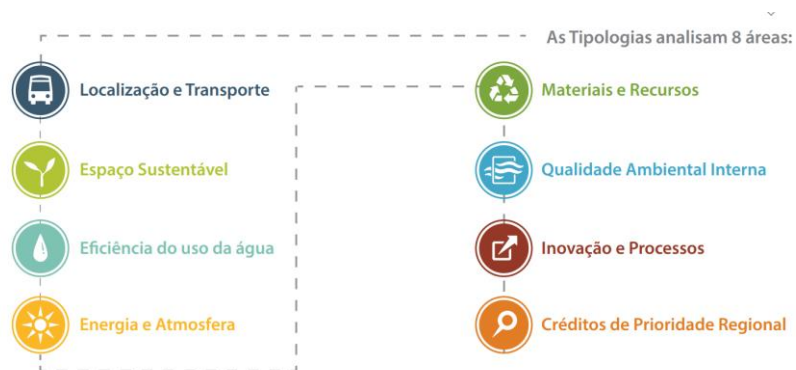 As Tipologias analisam 8 áreas:
Localização e Transporte
Espaço Sustentável
Eficiência do uso da água
Energia e Atmosfera
Materiais e Recursos
Qualidade Ambiental Interna
Inovação e Processos
Créditos de Prioridade Regional